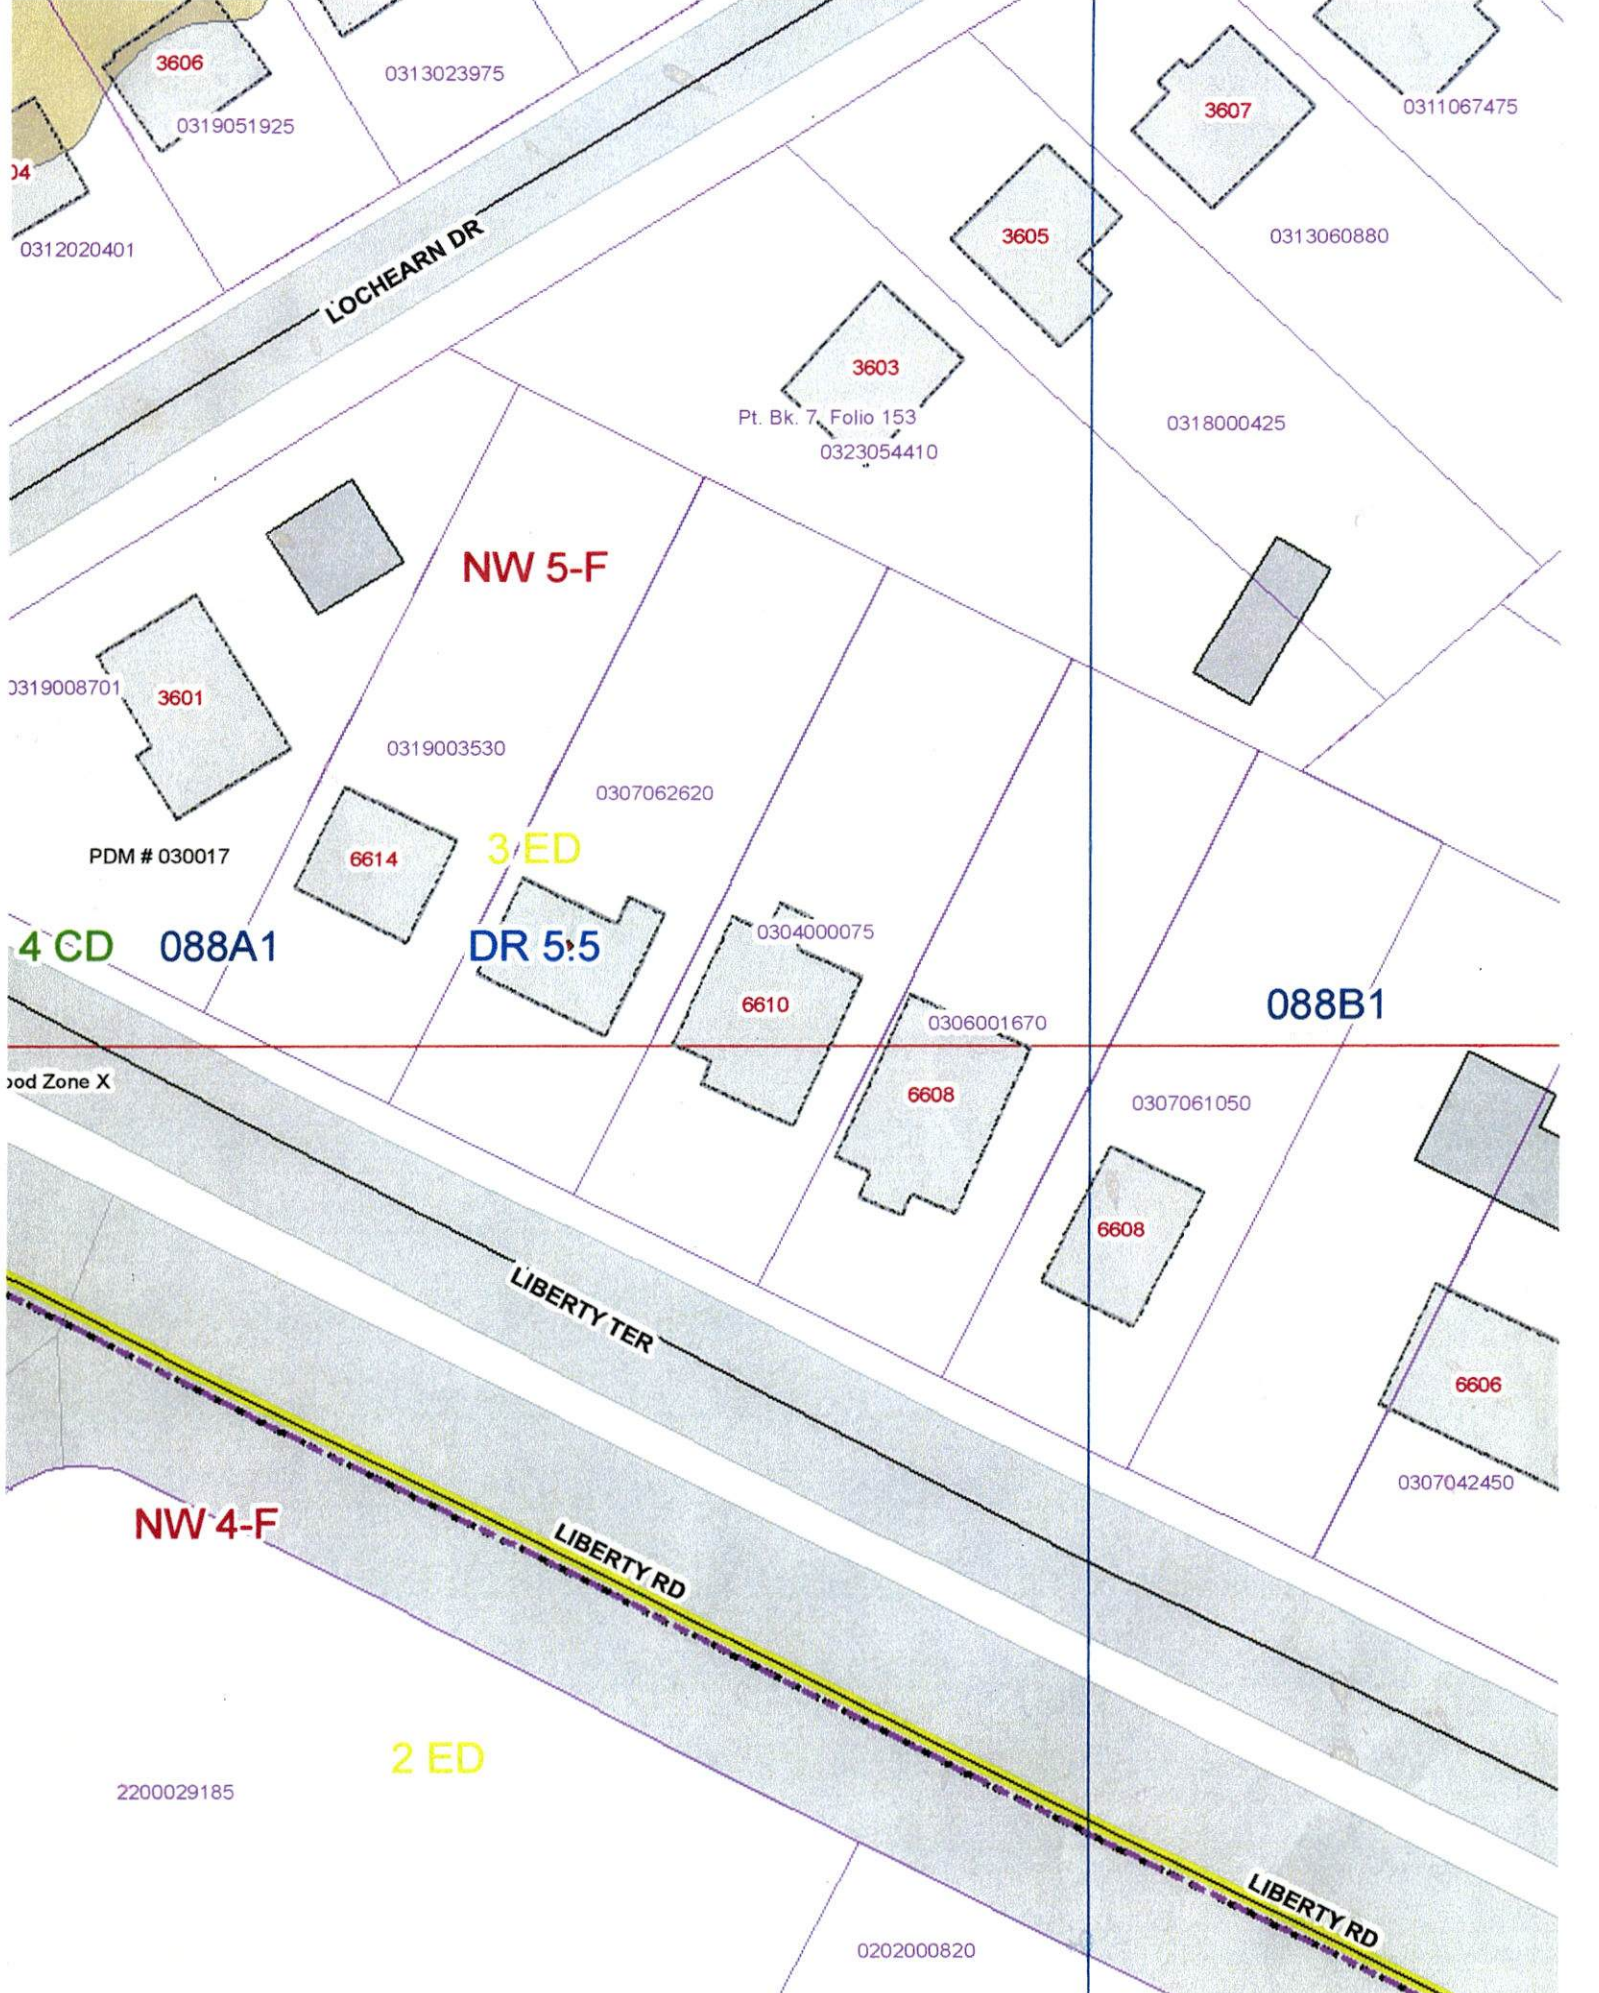 3606
0313023975
0319051925
3607
0311067475
04
0312020401
LOCHEARN DR
3605
0313060880
3603
Pt. Bk. 7, Folio 153
0323054410
0318000425
NW 5-F
0319008701
3601
0319003530
0307062620
PDM # 030017
6614
3 ED
4 CD
088A1
DR 5.5
0304000075
6610
0306001670
088B1
ood Zone X
6608
0307061050
6608
LIBERTY TER
6606
0307042450
NW 4-F
LIBERTY RD
2 ED
2200029185
LIBERTY RD
0202000820